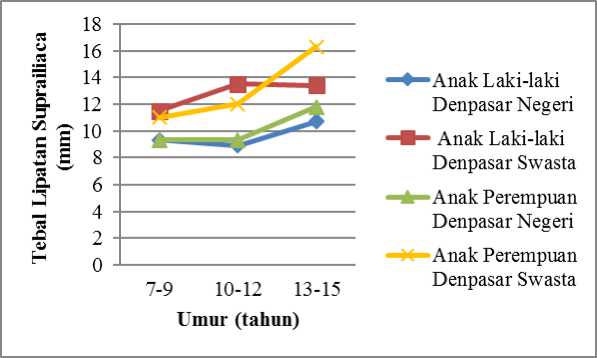 Tebal Lipatan Suprailiaca
(mm)
18
16
14
12
10
8
6
4
2
0
7-9 10-12 13-15
Umur (tahun)
Anak Laki-laki
Denpasar Negeri
Anak Laki-laki
Denpasar Swasta
Anak Perempuan
Denpasar Negeri
Anak Perempuan
Denpasar Swasta